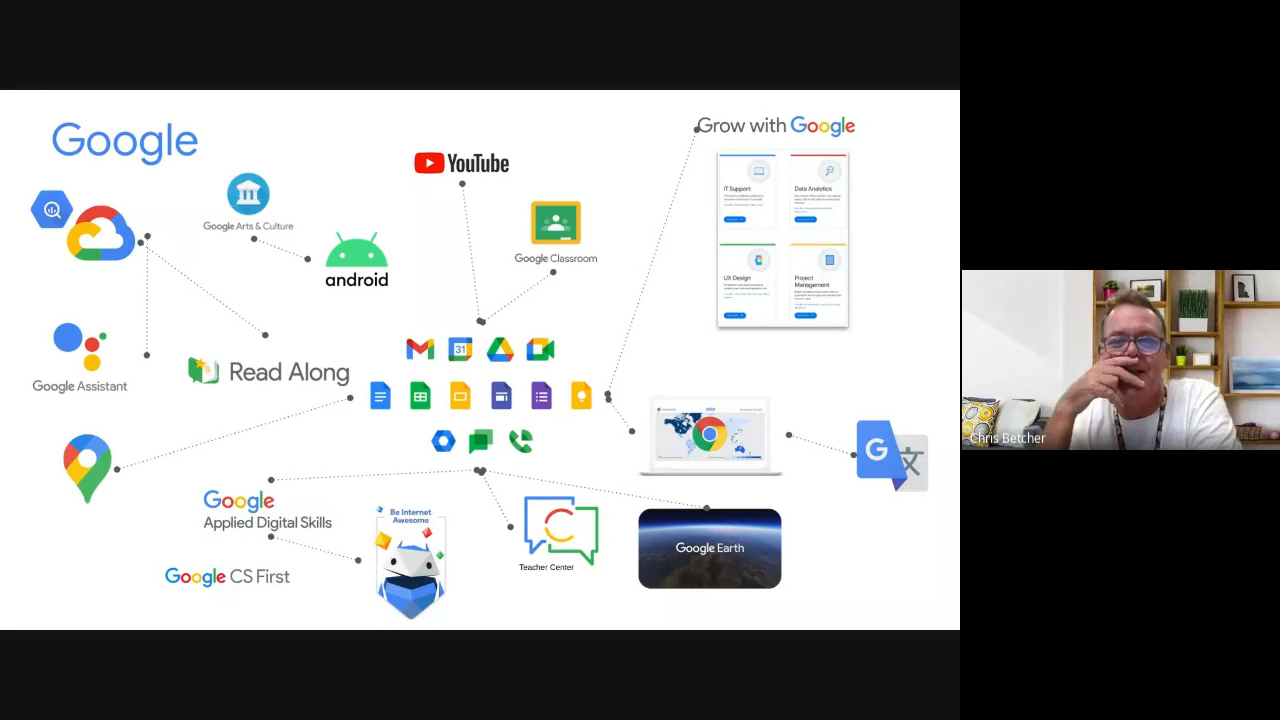 Google
Google Arts & Culture
android
YouTube
Google Classroom
Grow with Google
IT Support
Data Analytics
UX Design
Project
Management
Google Assistant
Read Along
31
Google
Applied Digital Skills
Google CS First
Be Internet
Awesome
Teacher Center
Google Earth
G
文
Chris Betcher